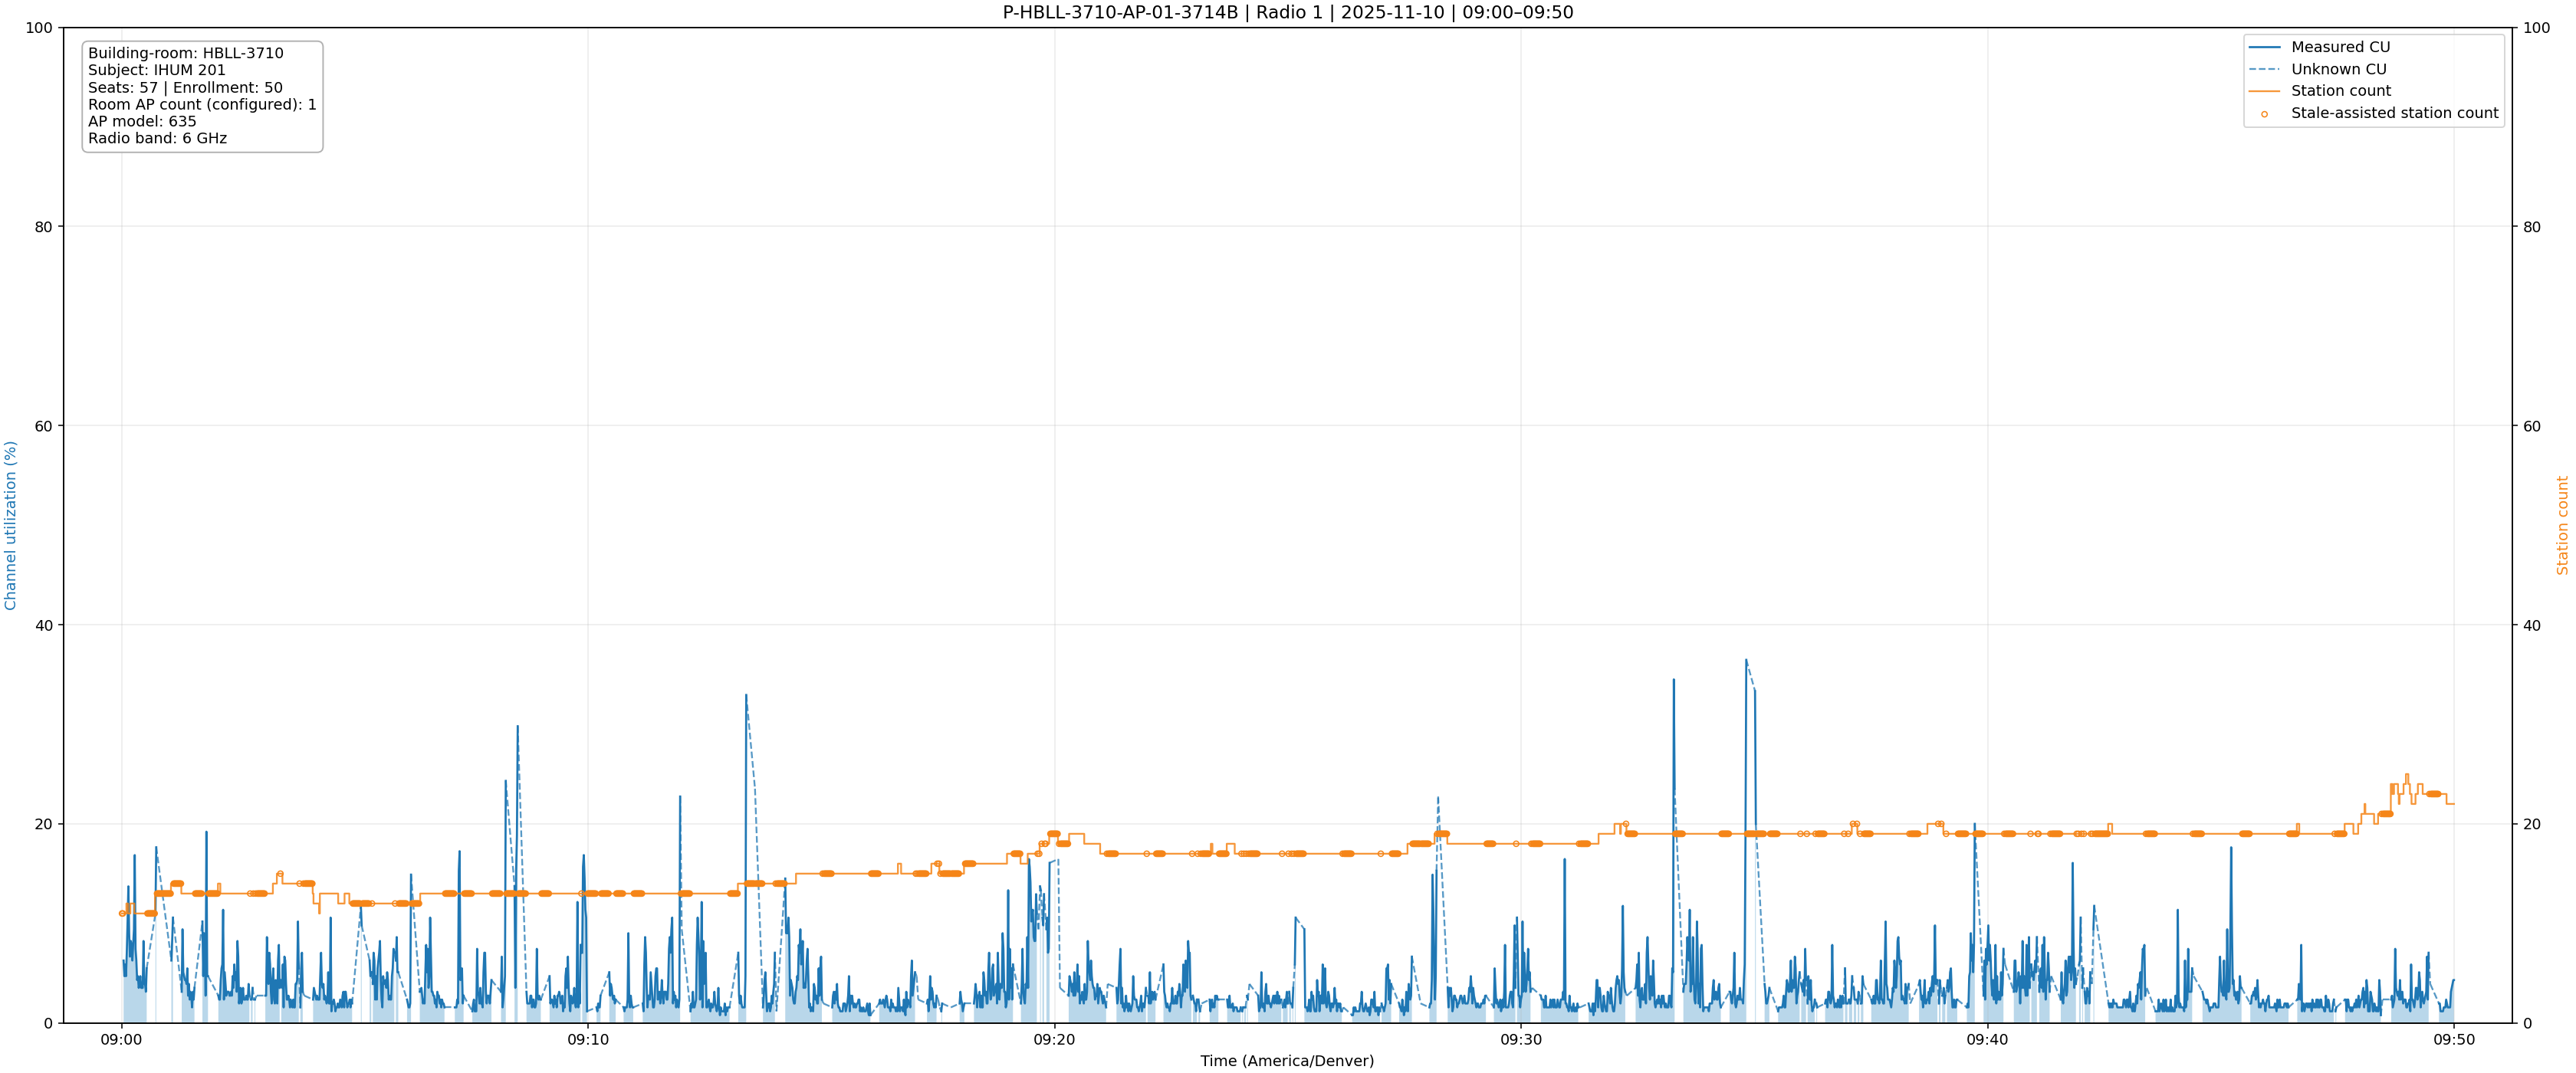 P-HBLL-3710-AP-01-3714B | Radio 1 | 2025-11-10 | 09:00–09:50
Building-room: HBLL-3710
Subject: IHUM 201
Seats: 57 | Enrollment: 50
Room AP count (configured): 1
AP model: 635
Radio band: 6 GHz
Measured CU
Unknown CU
Station count
Stale-assisted station count
Channel utilization (%)
100
80
60
40
20
0
100
80
60
40
20
0
Station count
09:00
09:10
09:20
09:30
09:40
09:50
Time (America/Denver)